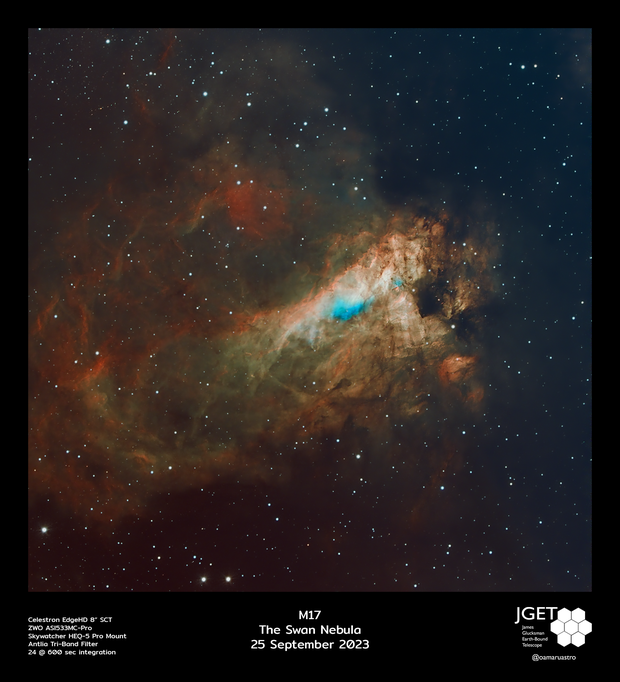 Celestron EdgeHD 8" SCT
ZWO ASI533MC-Pro
Skywatcher HEQ-5 Pro Mount
Antlia Tri-Band Filter
24 @ 600 sec integration
M17
The Swan Nebula
25 September 2023
JGET
James
Glucksman
Earth-Bound
Telescope
@oamaruastro